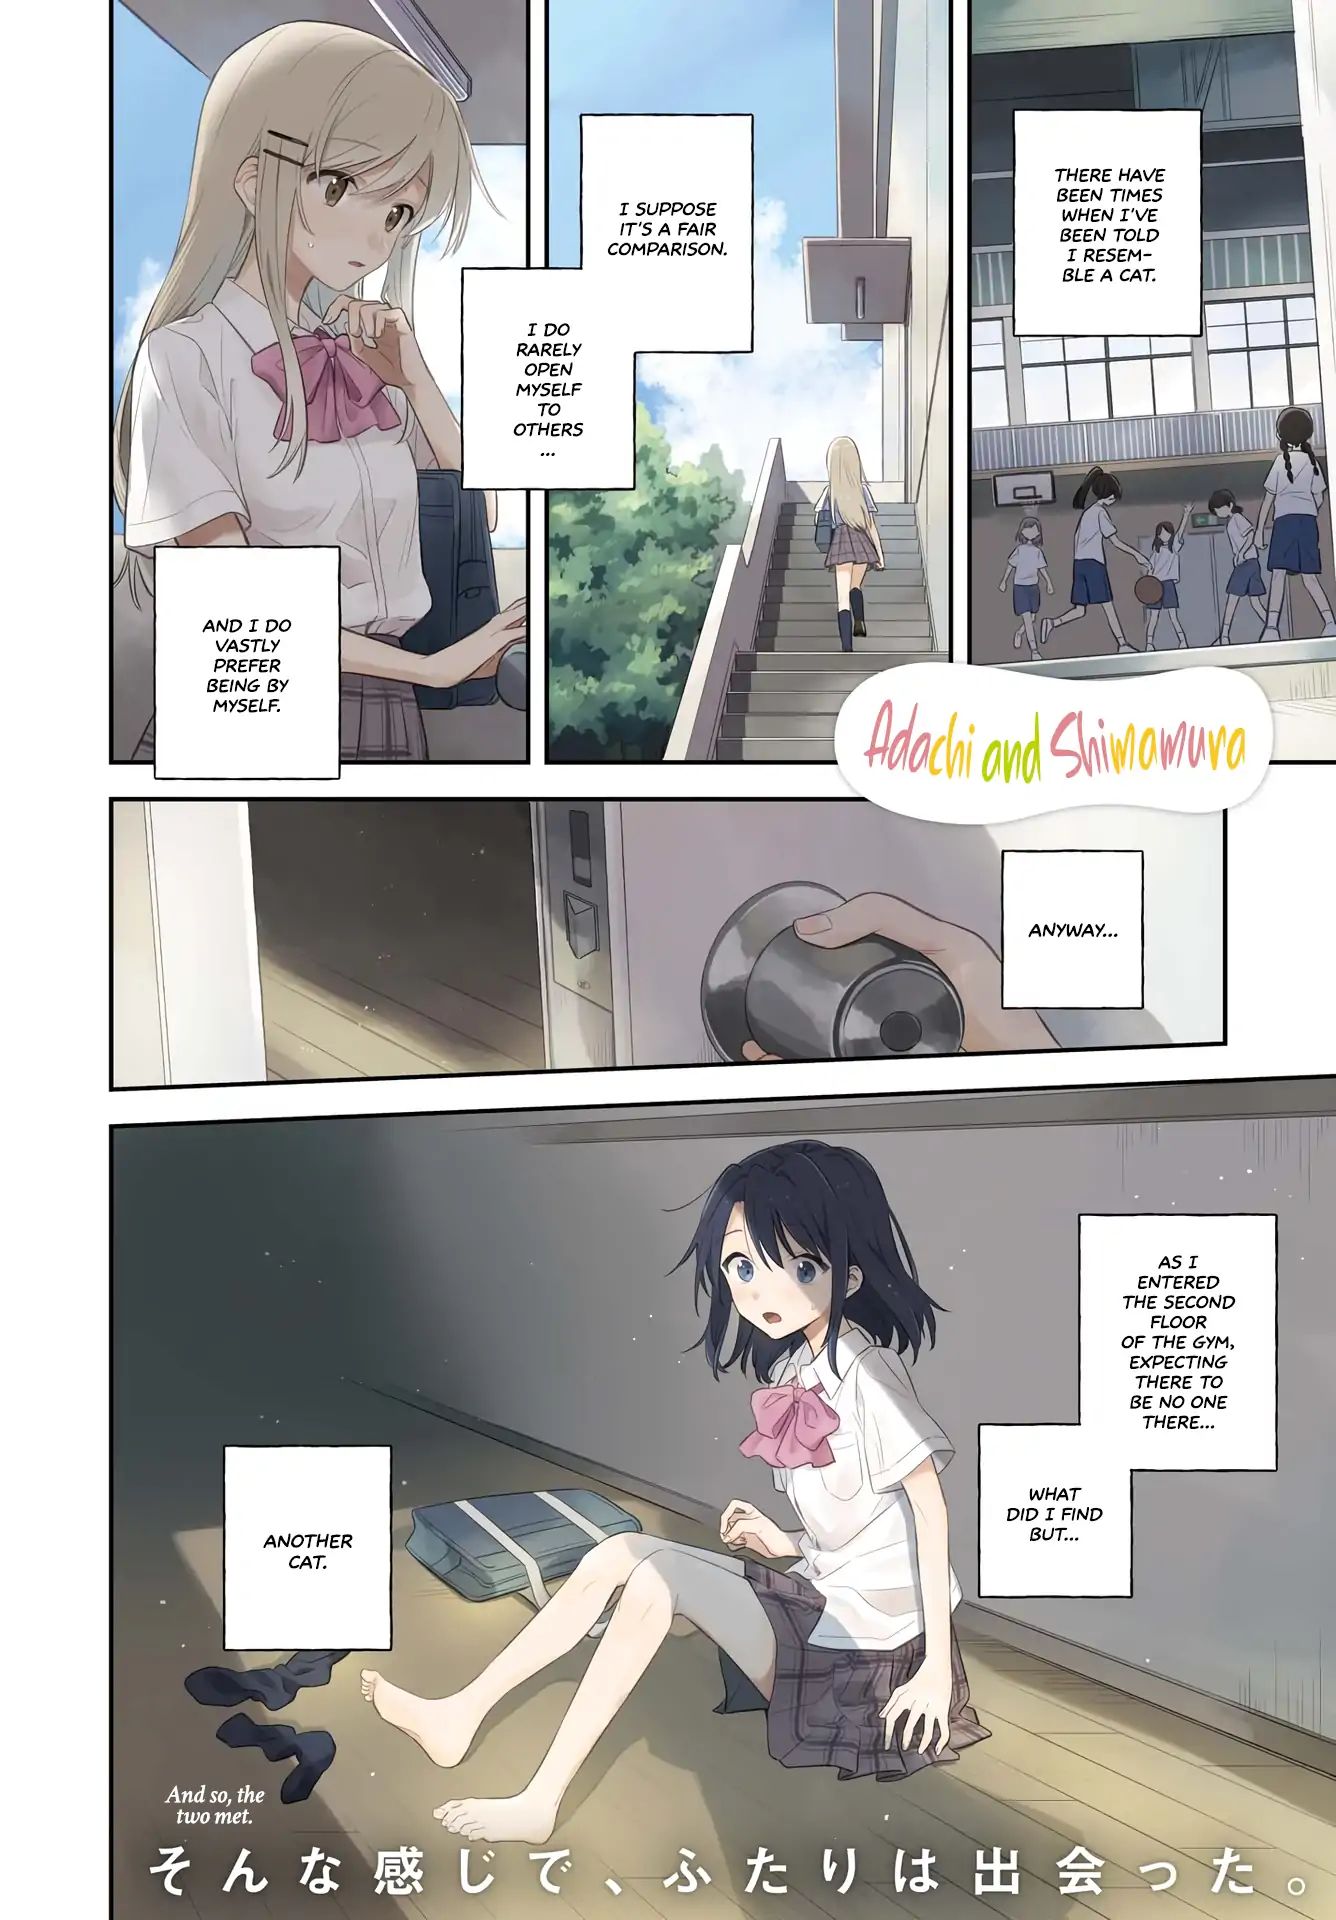 THERE HAVE
BEEN TIMES
WHEN I'VE
BEEN TOLD
I RESEM-
BLE A CAT.
I SUPPOSE
IT'S A FAIR
COMPARISON.
I DO
RARELY
OPEN
MYSELF
TO
OTHERS
...
AND I DO
VASTLY
PREFER
BEING BY
MYSELF.
Adachi and Shimamura
ANYWAY...
AS I
ENTERED
THE SECOND
FLOOR
OF THE GYM,
EXPECTING
THERE TO
BE NO ONE
THERE...
WHAT
DID I FIND
BUT...
ANOTHER
CAT.
And so, the
two met.
そんな感じで、ふたりは出会った。